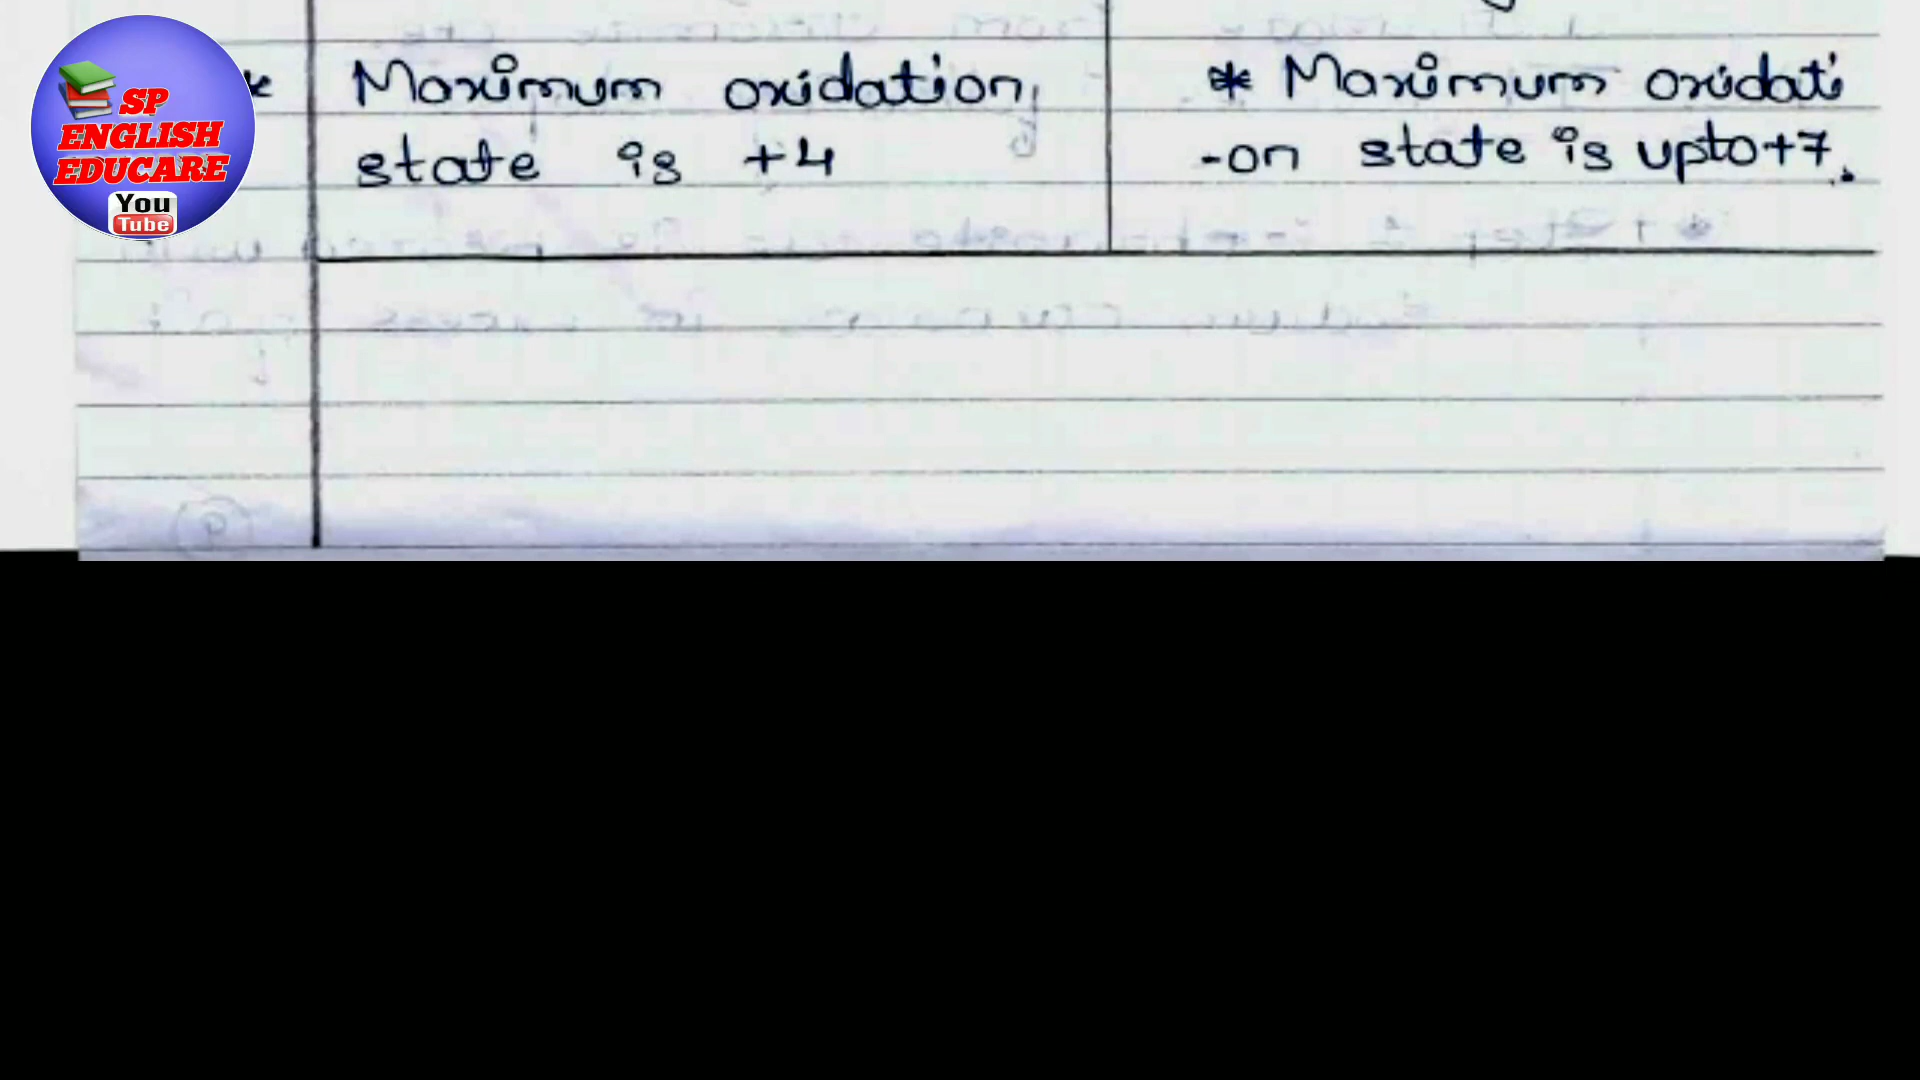 SP
ENGLISH
EDUCARE
You
Tube
* Maximum oxidation
state is +4
* Maximum oxidati
-on state is upto +7.